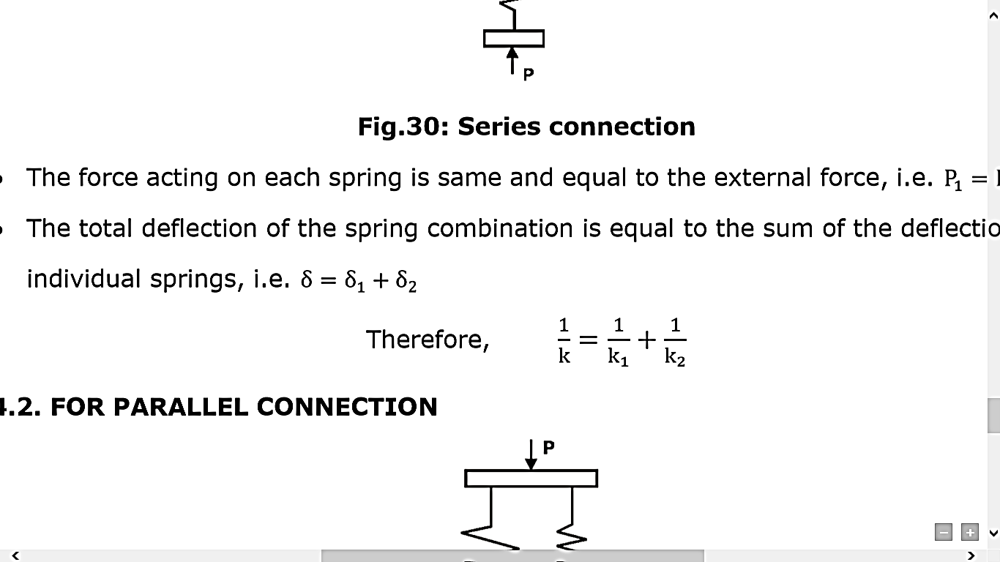 P
Fig.30: Series connection
The force acting on each spring is same and equal to the external force, i.e. P₁ =
The total deflection of the spring combination is equal to the sum of the
individual springs, i.e. δ = δ₁ + δ₂
Therefore, 1/k = 1/k₁ + 1/k₂
4.2. FOR PARALLEL CONNECTION
P